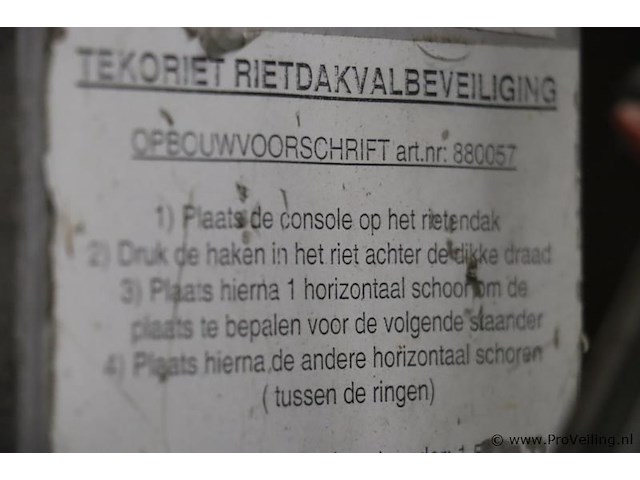 TEKORIET RIETDAKVALBEVEILIGING
OPBOUWVOORSCHRIFT art.nr: 880057
1) Plaats de console op het rietendak
2) Druk de haken in het riet achter de dikke draad
3) Plaats hierna 1 horizontaal schoor om de
plaats te bepalen voor de volgende staander
4) Plaats hierna de andere horizontaal schoren
( tussen de ringen)
© www.ProVeiling.nl